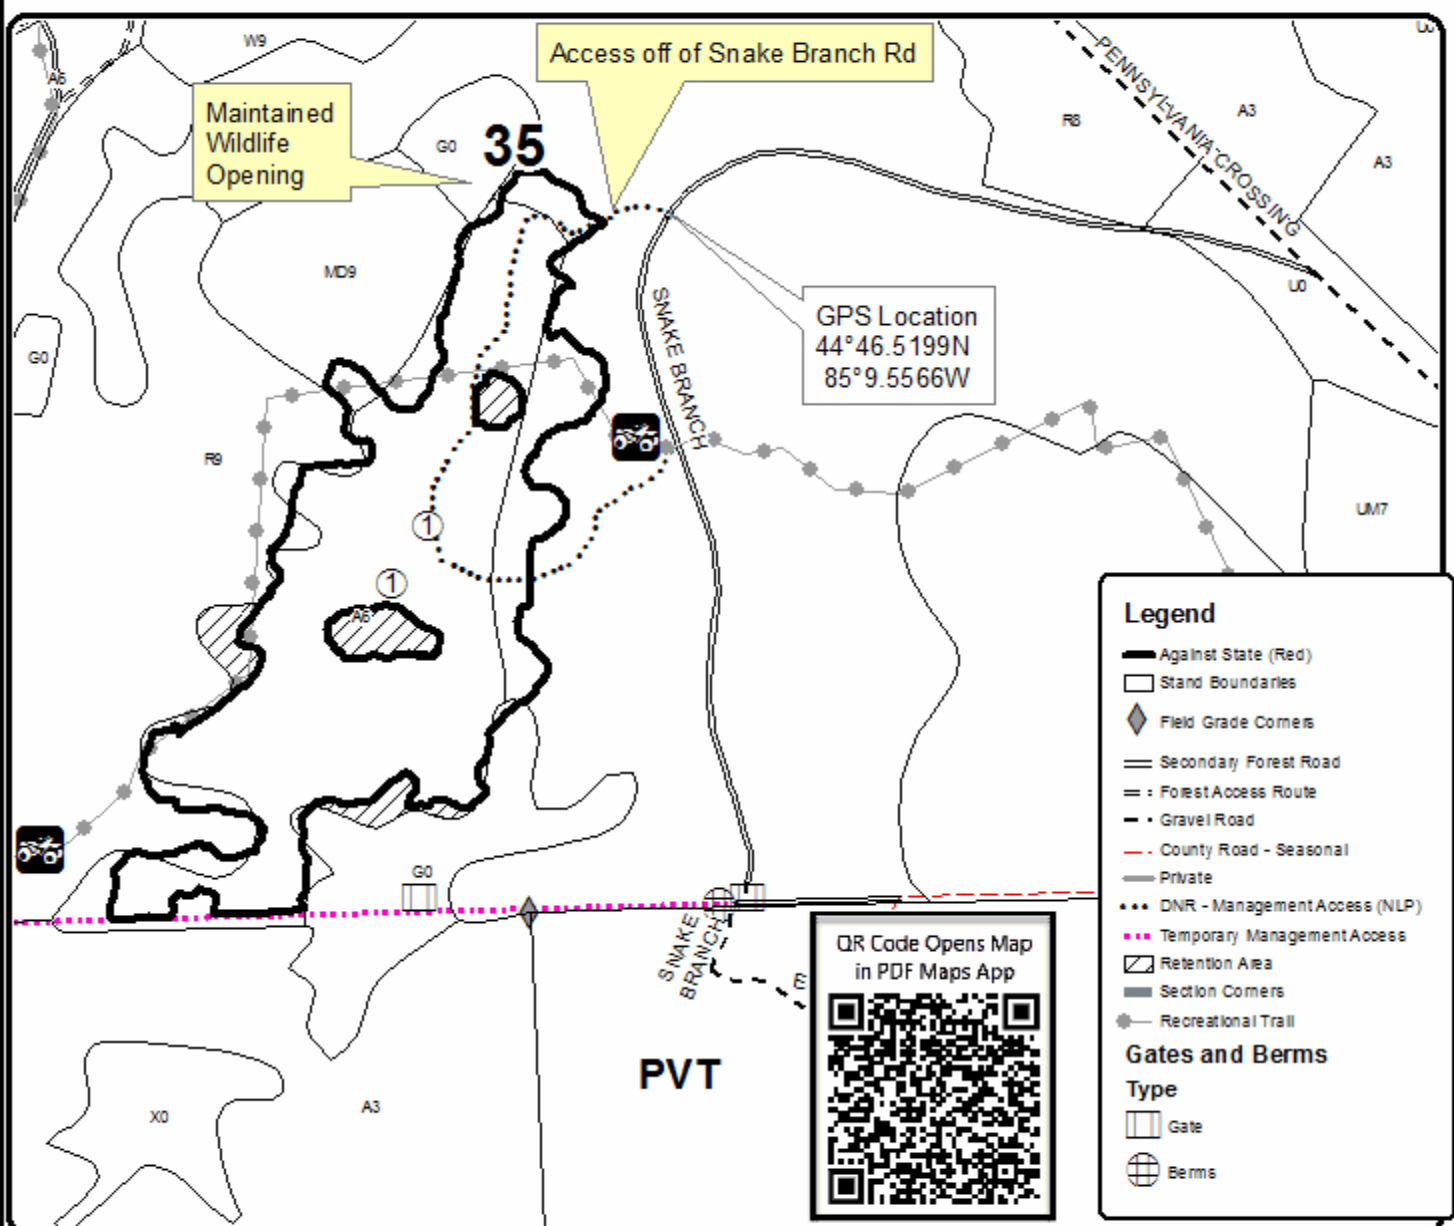 W9
Access off of Snake Branch Rd
PENNSYLVANIA CROSSING
A6
Maintained
Wildlife
Opening
G0
35
R8
A3
A3
MD9
U0
GPS Location
44°46.5199N
85°9.5566W
SNAKE BRANCH
G0
R9
UM7
1
1
A6
G0
SNAKE
BRANCH
E
PVT
X0
A3
QR Code Opens Map
in PDF Maps App
Legend
Against State (Red)
Stand Boundaries
Field Grade Corners
Secondary Forest Road
Forest Access Route
Gravel Road
County Road - Seasonal
Private
DNR - Management Access (NLP)
Temporary Management Access
Retention Area
Section Corners
Recreational Trail
Gates and Berms
Type
Gate
Berms